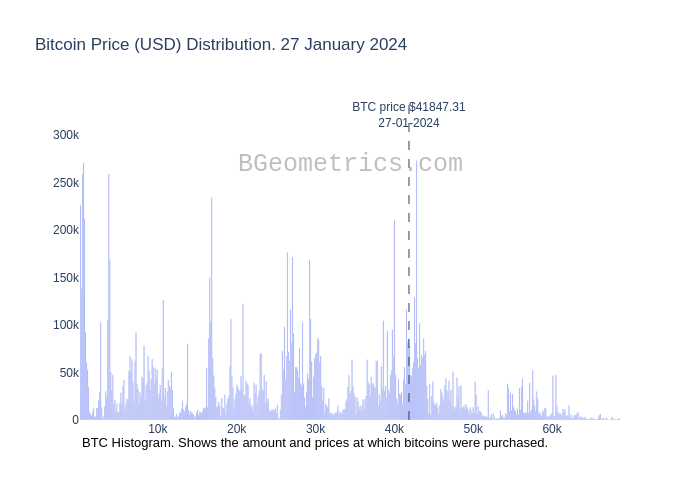 Bitcoin Price (USD) Distribution. 27 January 2024
BTC price $41847.31
27-01-2024
BGeometrics.com
300k
250k
200k
150k
100k
50k
0
10k 20k 30k 40k 50k 60k
BTC Histogram. Shows the amount and prices at which bitcoins were purchased.